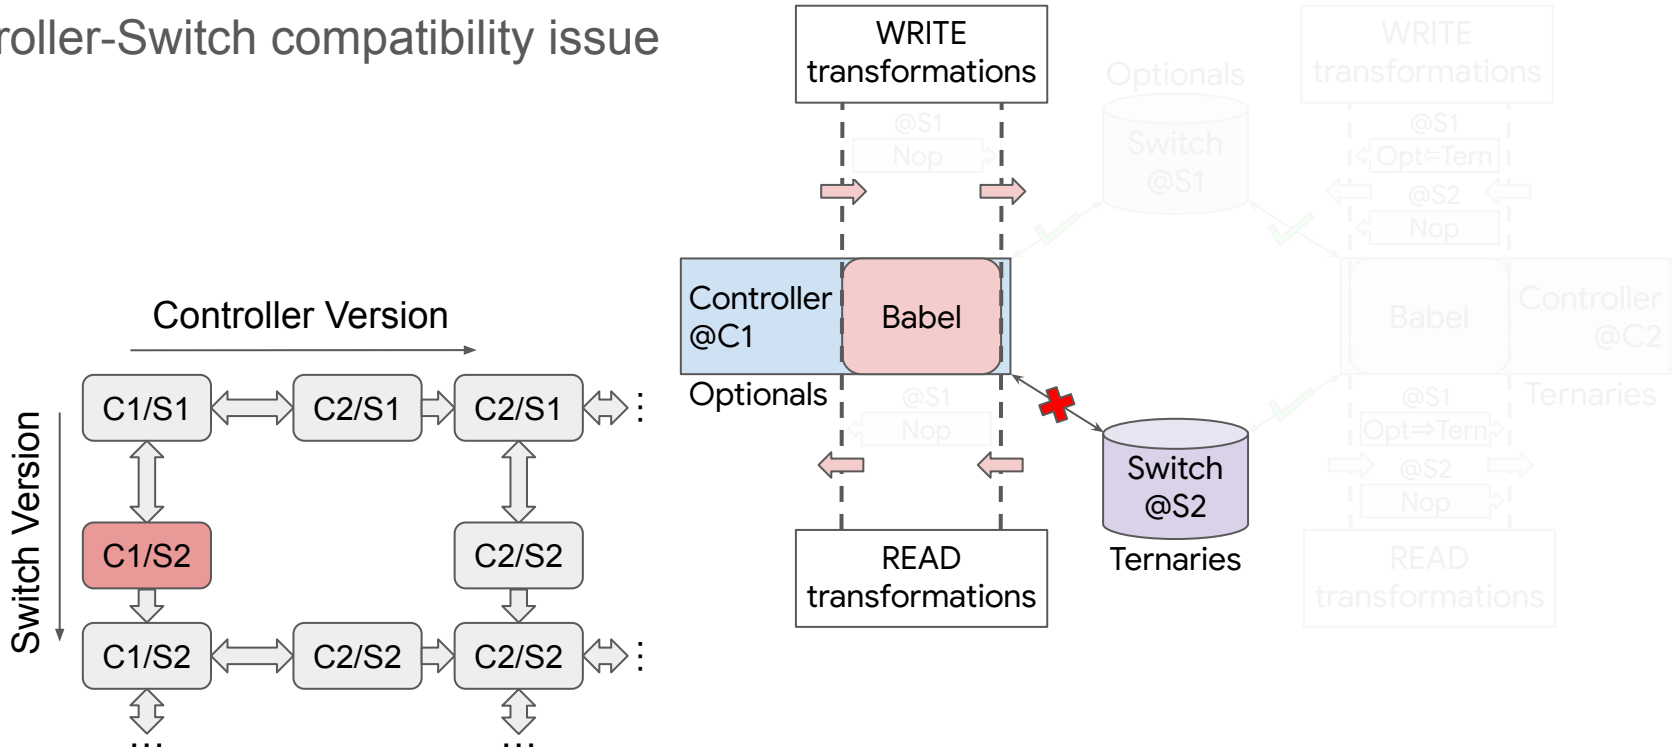 roller-Switch compatibility issue
Controller Version
Switch Version
C1/S1
C2/S1
C2/S1
⋮
C1/S2
C2/S2
C1/S2
C2/S2
C2/S2
⋮
...
...
WRITE
transformations
@S1
Nop
Controller
@C1
Babel
Optionals
@S1
Nop
READ
transformations
Optionals
Switch
@S1
Switch
@S2
Ternaries
WRITE
transformations
@S1
Opt⇐Tern
@S2
Nop
Babel
Controller
@C2
Ternaries
@S1
Opt⇒Tern
@S2
Nop
READ
transformations